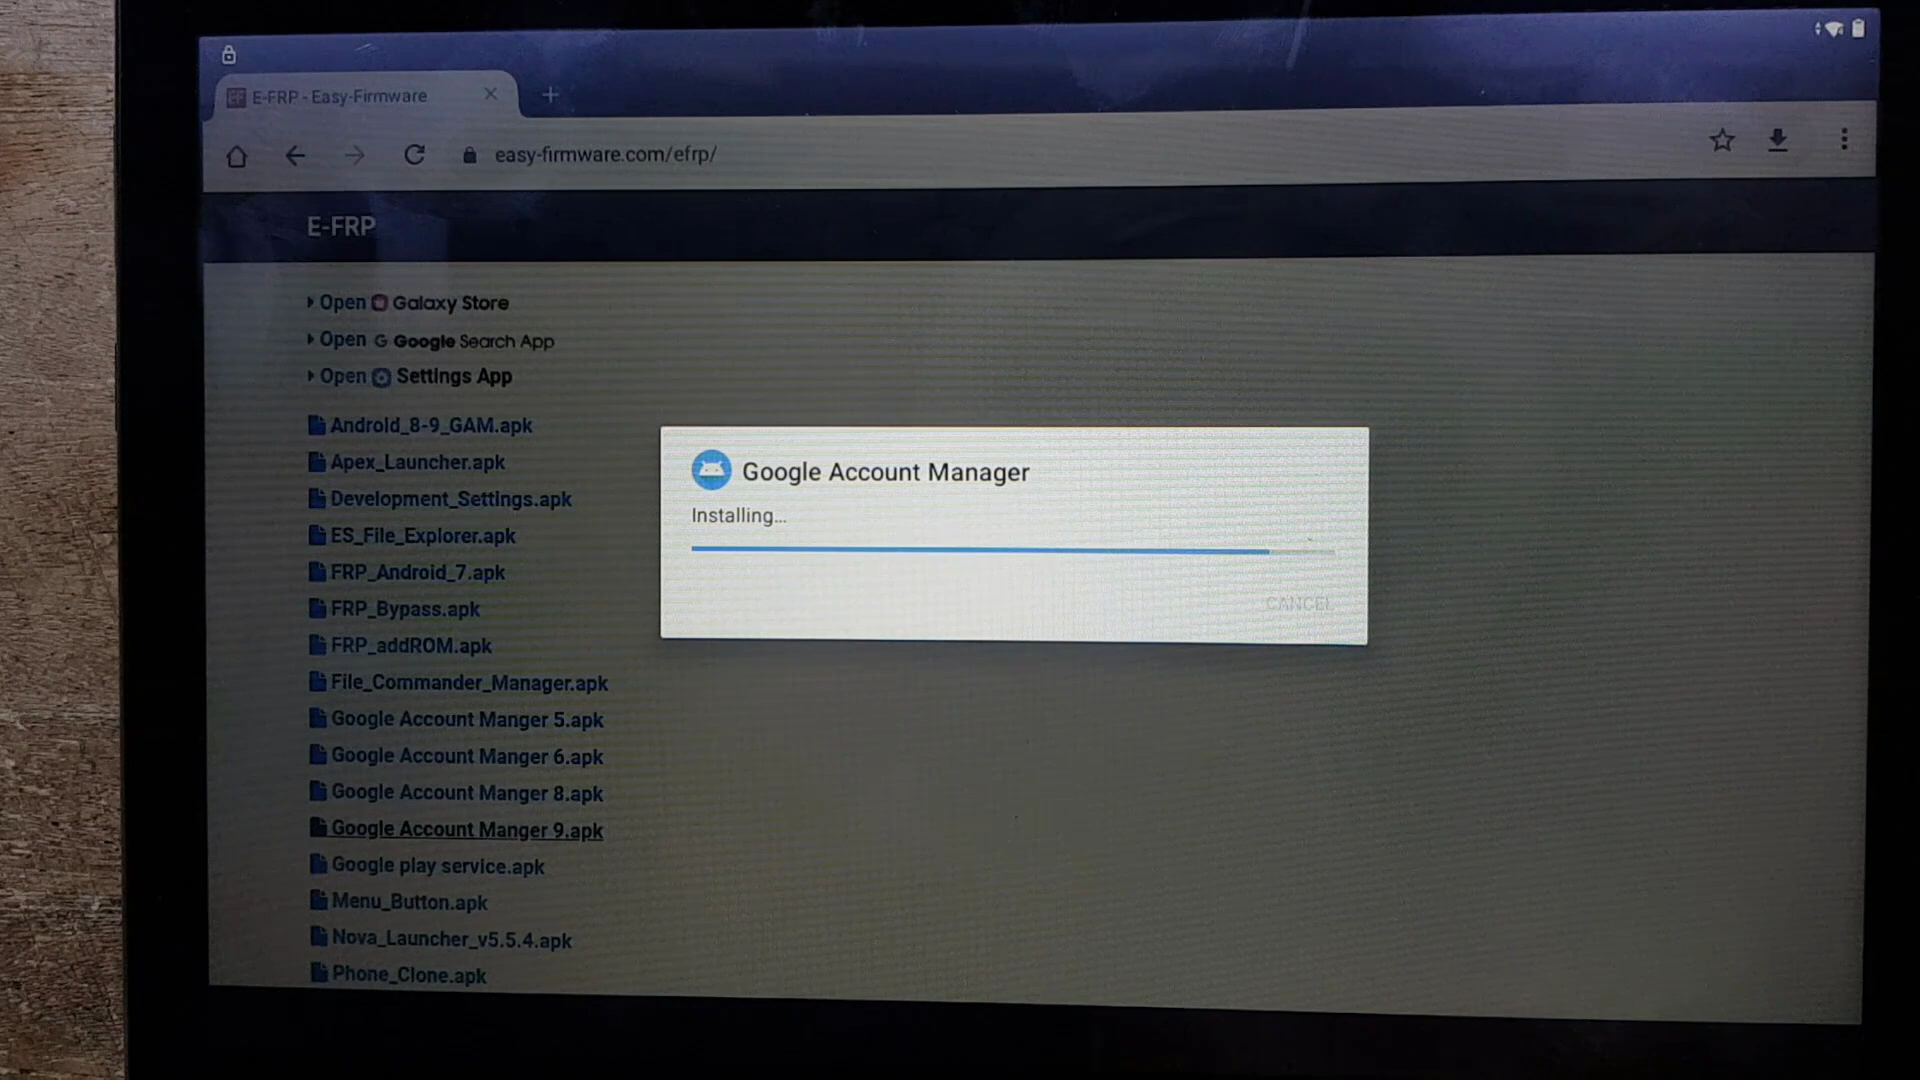 E-FRP - Easy-Firmware
easy-firmware.com/efrp/
E-FRP
Open Galaxy Store
Open G Google Search App
Open Settings App
Android_8-9_GAM.apk
Apex_Launcher.apk
Development_Settings.apk
ES_File_Explorer.apk
FRP_Android_7.apk
FRP_Bypass.apk
FRP_addROM.apk
File_Commander_Manager.apk
Google Account Manger 5.apk
Google Account Manger 6.apk
Google Account Manger 8.apk
Google Account Manger 9.apk
Google play service.apk
Menu_Button.apk
Nova_Launcher_v5.5.4.apk
Phone_Clone.apk
Google Account Manager
Installing...
CANCEL